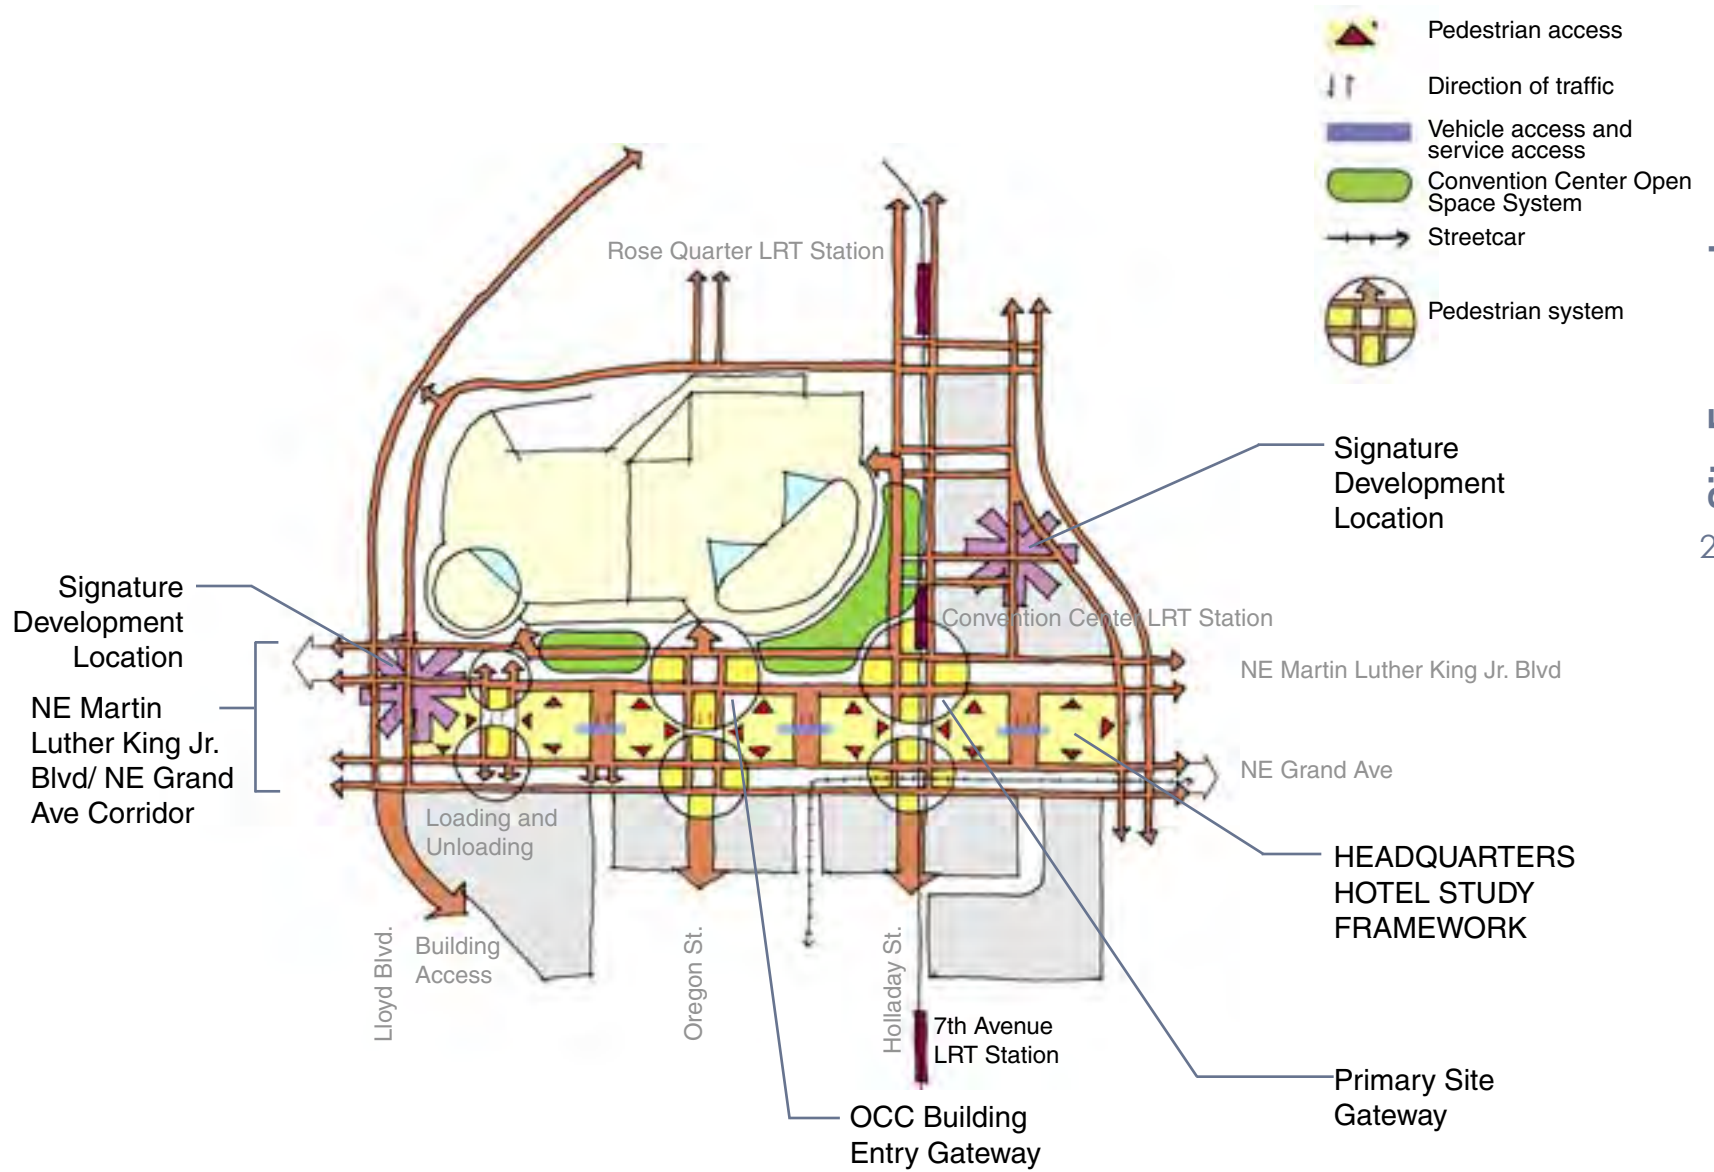 Pedestrian access
Direction of traffic
Vehicle access and
service access
Convention Center Open
Space System
Streetcar
Pedestrian system
Rose Quarter LRT Station
Signature
Development
Location
Signature
Development
Location
Convention Center LRT Station
NE Martin Luther King Jr. Blvd
NE Martin
Luther King Jr.
Blvd/ NE Grand
Ave Corridor
NE Grand Ave
Loading and
Unloading
HEADQUARTERS
HOTEL STUDY
FRAMEWORK
Lloyd Blvd.
Building
Access
Oregon St.
Holladay St.
7th Avenue
LRT Station
Primary Site
Gateway
OCC Building
Entry Gateway